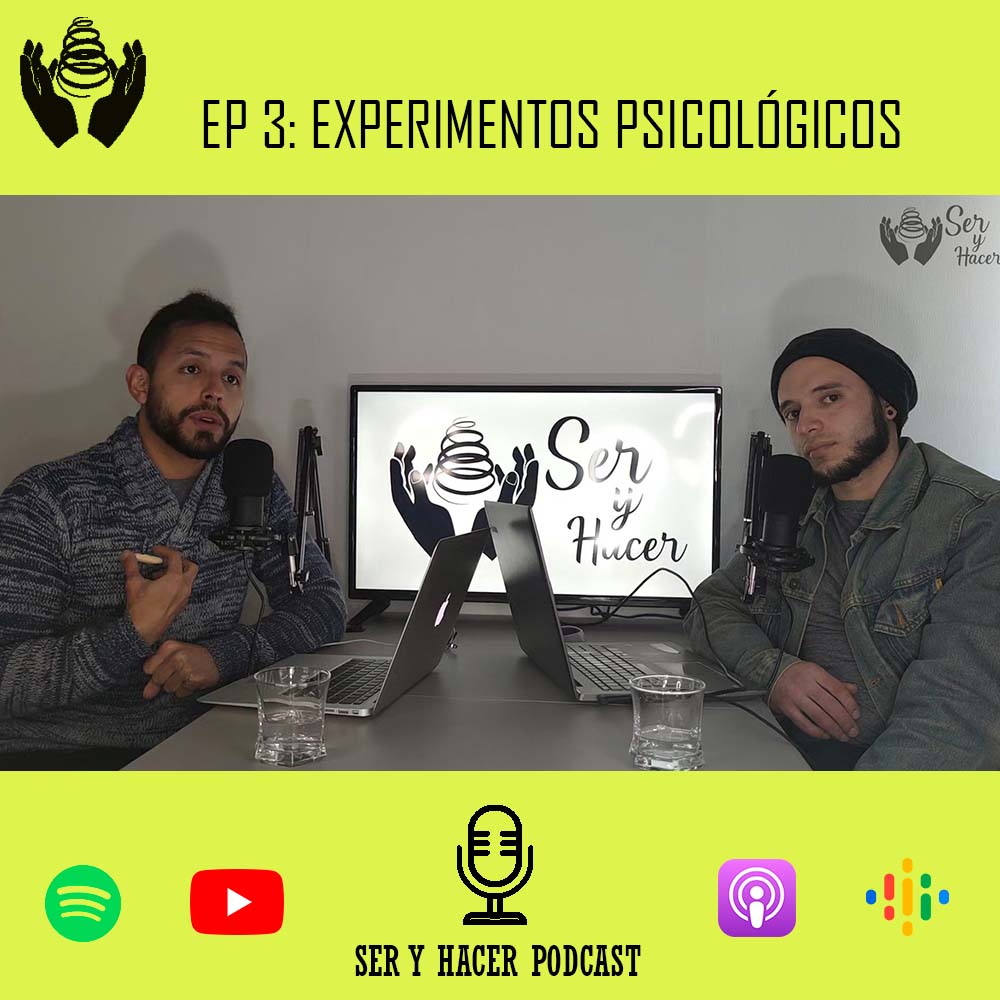 EP 3: EXPERIMENTOS PSICOLÓGICOS
Ser
y
Hacer
Ser
y
Hacer
SER Y HACER PODCAST